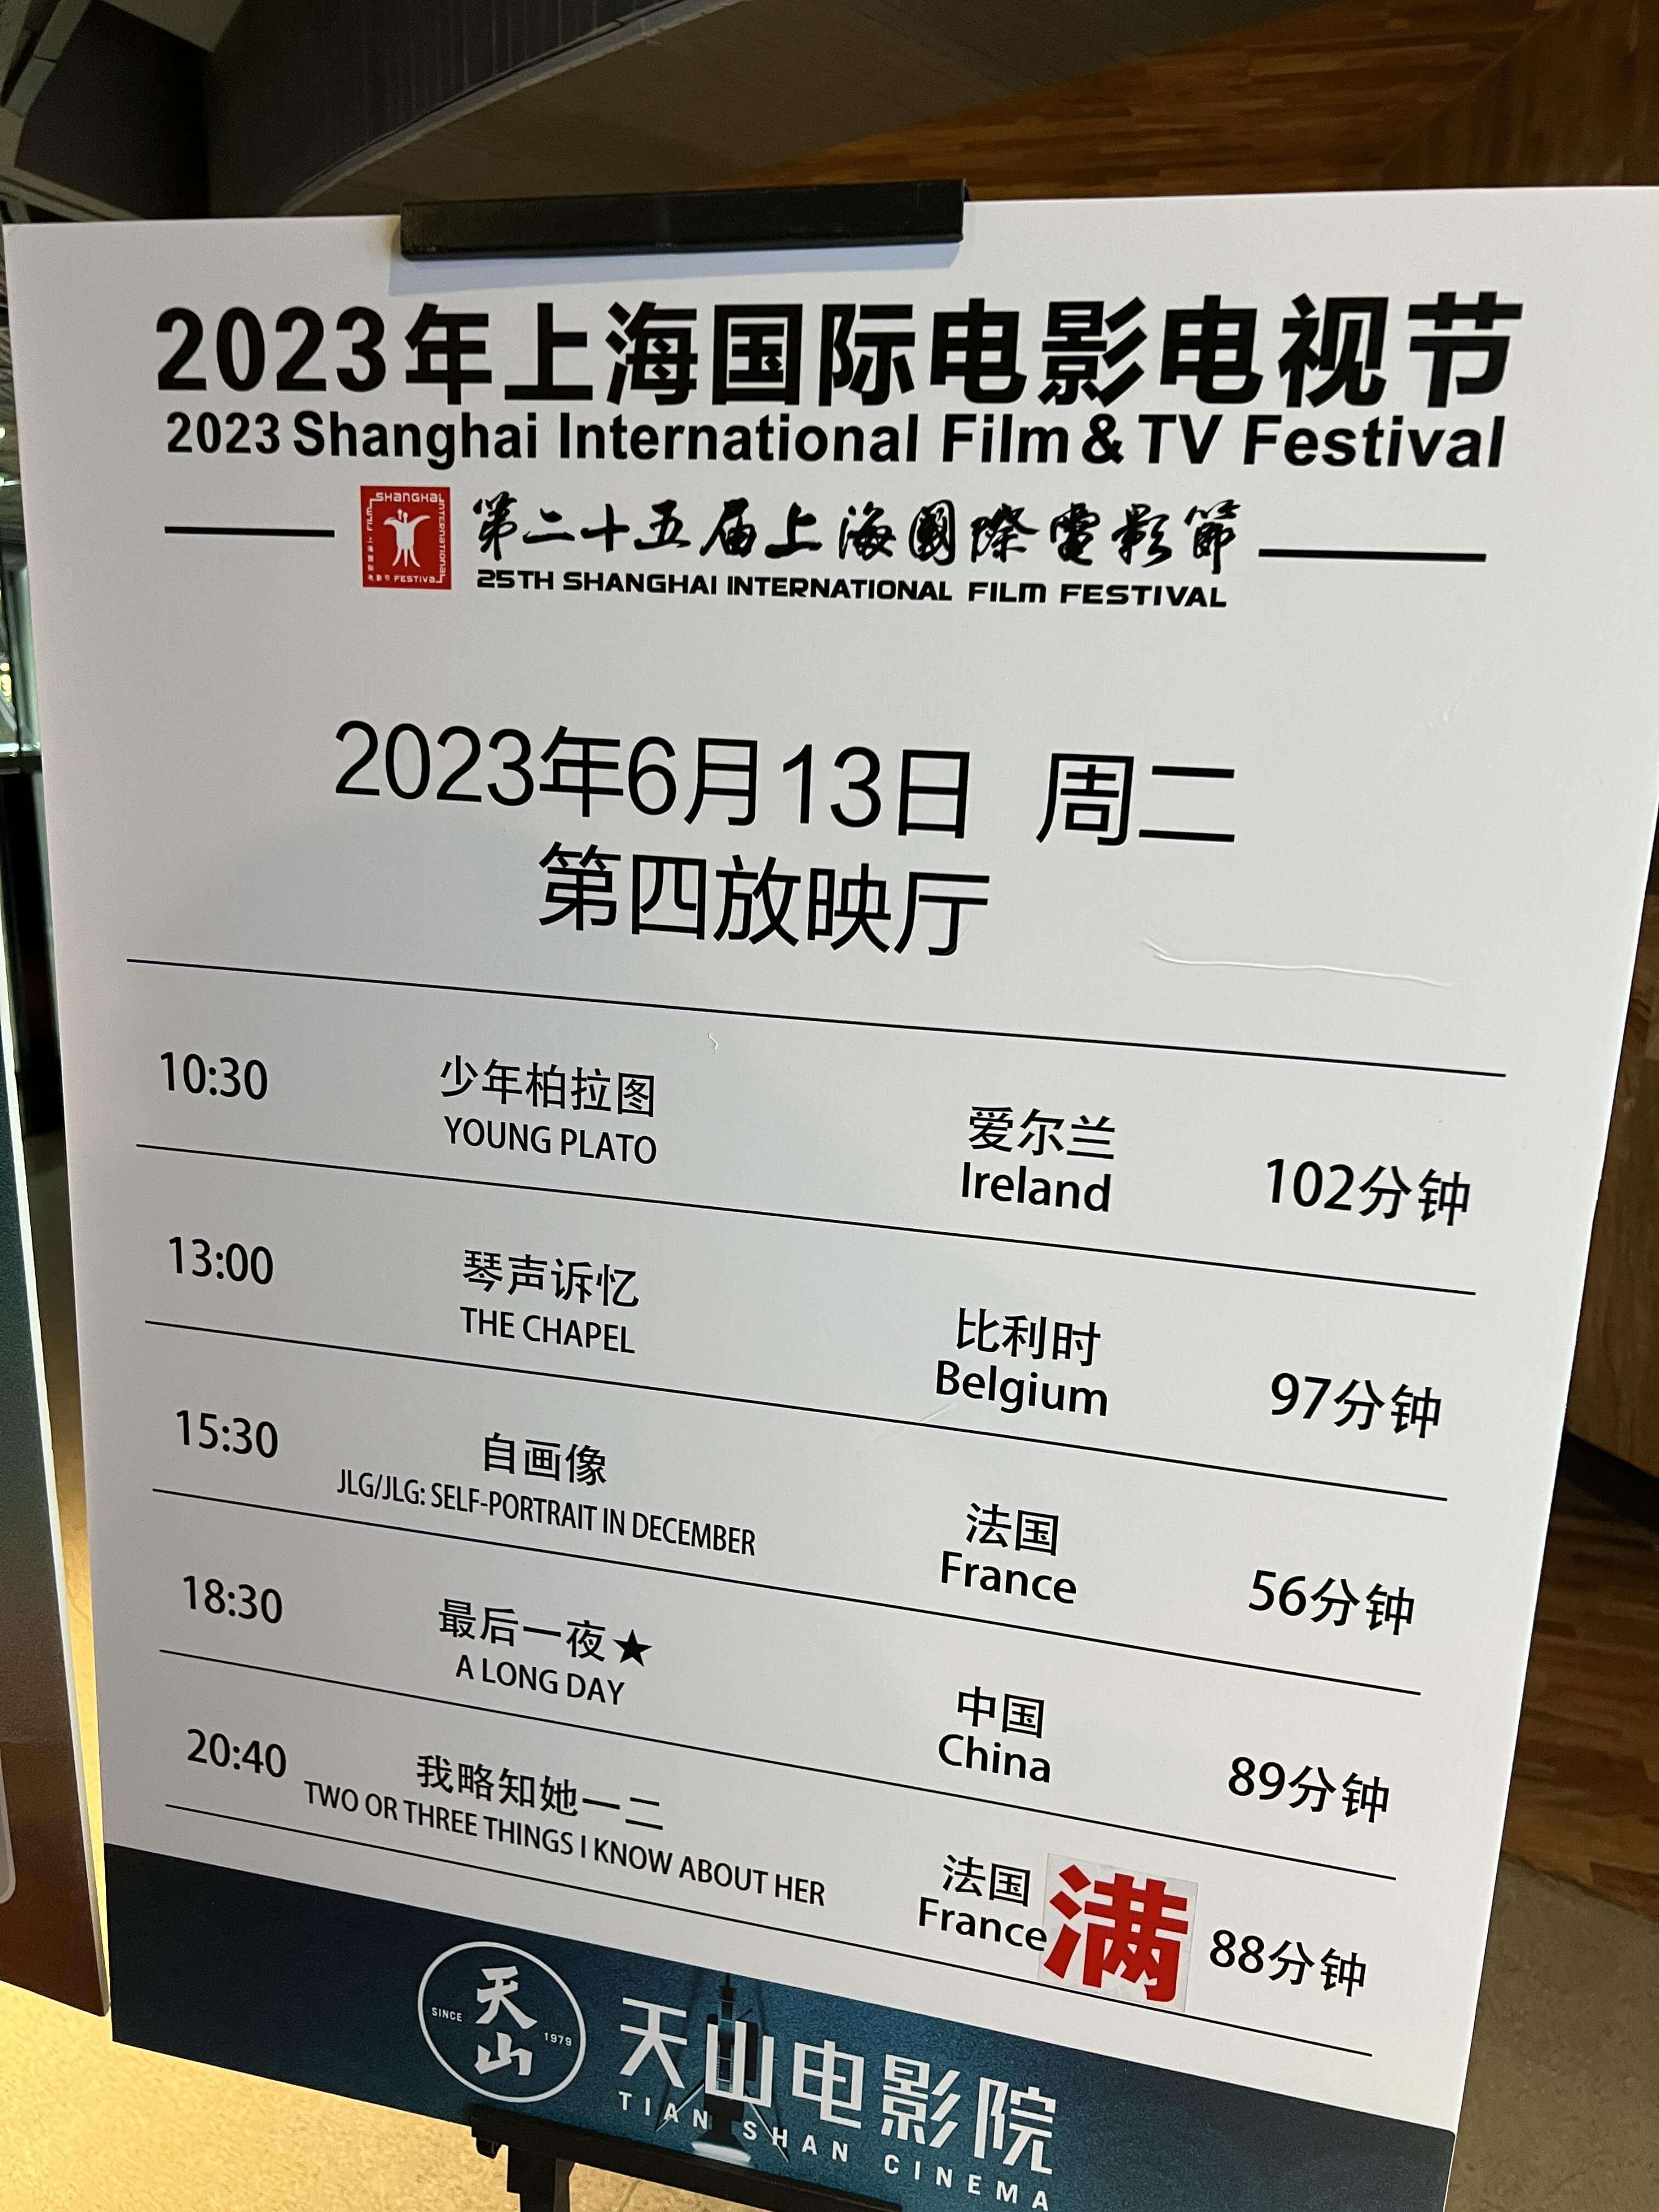 2023年上海国际电影电视节
2023 Shanghai International Film & TV Festival
SHANGHAI INTERNATIONAL FILM FESTIVAL 上海国际电影节
第二十五届上海國際電影節
25TH SHANGHAI INTERNATIONAL FILM FESTIVAL
2023年6月13日 周二
第四放映厅
10:30 少年柏拉图 爱尔兰 102分钟
YOUNG PLATO Ireland
13:00 琴声诉忆 比利时 97分钟
THE CHAPEL Belgium
15:30 自画像 法国 56分钟
JLG/JLG: SELF-PORTRAIT IN DECEMBER France
18:30 最后一夜★ 中国 89分钟
A LONG DAY China
20:40 我略知她一二 法国 满 88分钟
TWO OR THREE THINGS I KNOW ABOUT HER France
SINCE 天山 1979
天山电影院
TIAN SHAN CINEMA